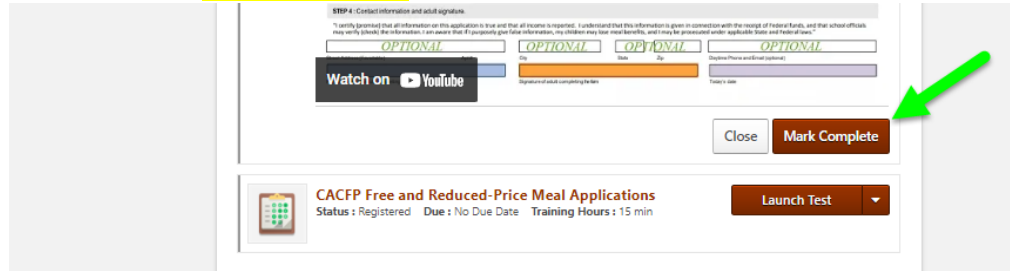 STEP 4 : Contact information and adult signature.
"I certify (promise) that all information on this application is true and that all income is reported. I understand that this information is given in connection with the receipt of Federal funds, and that school officials
may verify (check) the information. I am aware that if I purposely give false information, my children may lose meal benefits, and I may be prosecuted under applicable State and Federal laws."
OPTIONAL OPTIONAL OPTIONAL OPTIONAL
City State Zip Daytime Phone and Email (optional)
Watch on YouTube
Signature of adult completing the form Today's date
Close Mark Complete
CACFP Free and Reduced-Price Meal Applications
Launch Test
Status : Registered Due : No Due Date Training Hours : 15 min